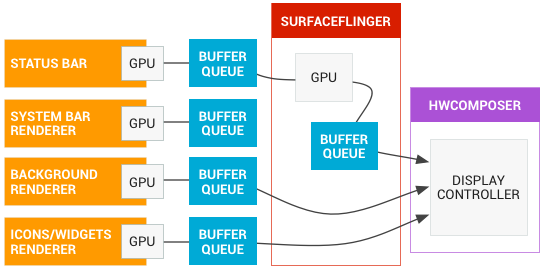 SURFACEFLINGER
STATUS BAR
GPU
BUFFER
QUEUE
GPU
SYSTEM BAR
RENDERER
GPU
BUFFER
QUEUE
BUFFER
QUEUE
HWCOMPOSER
BACKGROUND
RENDERER
GPU
BUFFER
QUEUE
DISPLAY
CONTROLLER
ICONS/WIDGETS
RENDERER
GPU
BUFFER
QUEUE